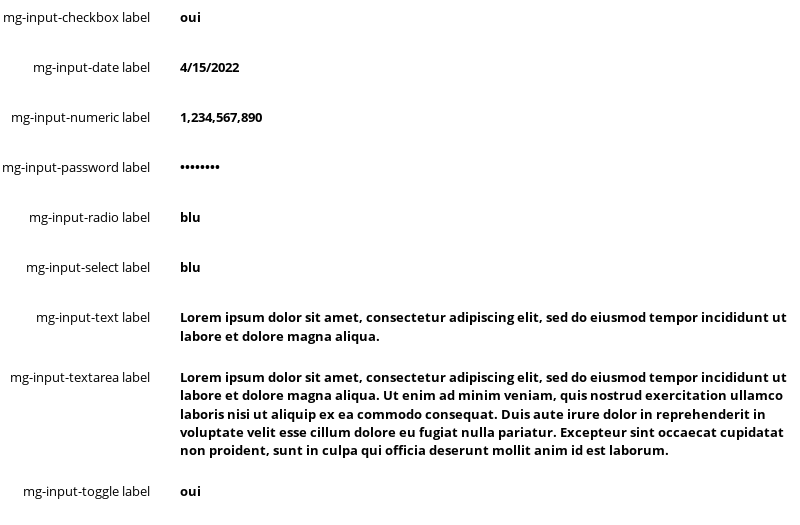 mg-input-checkbox label oui
mg-input-date label 4/15/2022
mg-input-numeric label 1,234,567,890
mg-input-password label ••••••••
mg-input-radio label blu
mg-input-select label blu
mg-input-text label Lorem ipsum dolor sit amet, consectetur adipiscing elit, sed do eiusmod tempor incididunt ut
labore et dolore magna aliqua.
mg-input-textarea label Lorem ipsum dolor sit amet, consectetur adipiscing elit, sed do eiusmod tempor incididunt ut
labore et dolore magna aliqua. Ut enim ad minim veniam, quis nostrud exercitation ullamco
laboris nisi ut aliquip ex ea commodo consequat. Duis aute irure dolor in reprehenderit in
voluptate velit esse cillum dolore eu fugiat nulla pariatur. Excepteur sint occaecat cupidatat
non proident, sunt in culpa qui officia deserunt mollit anim id est laborum.
mg-input-toggle label oui